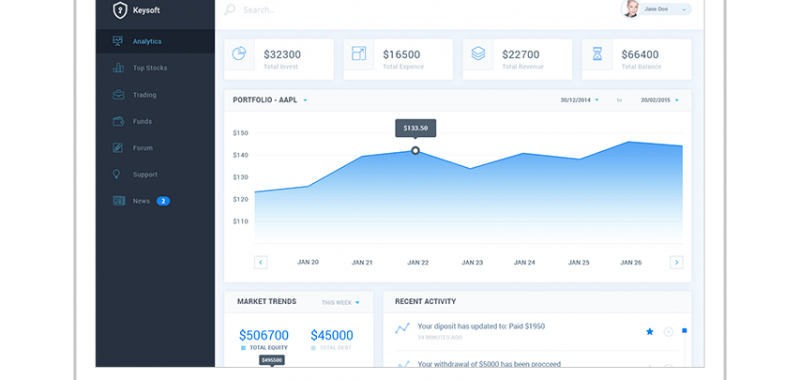 Keysoft
Search...
Jane Doe
Analytics
Top Stocks
Trading
Funds
Forum
Support
News 2
$32300
Total Invest
$16500
Total Expence
$22700
Total Revenue
$66400
Total Balance
PORTFOLIO - AAPL
30/12/2014 to 20/02/2015
$133.50
$150
$140
$120
$110
JAN 20 JAN 21 JAN 22 JAN 23 JAN 24 JAN 25 JAN 26
MARKET TRENDS THIS WEEK
$506700 $45000
TOTAL EQUITY TOTAL DEBT
$495500
RECENT ACTIVITY
Your diposit has updated to: Paid $1950
34 MINUTES AGO
Your withdrawal of $5000 has been procceed